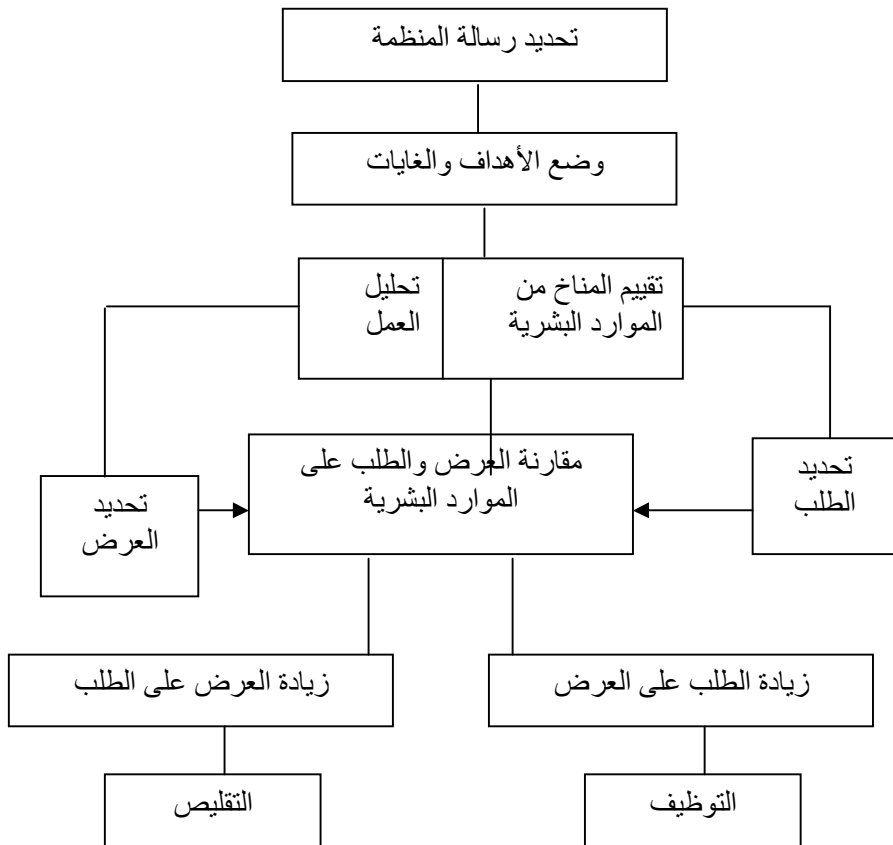 تحديد رسالة المنظمة
وضع الأهداف والغايات
تقييم المناخ من
الموارد البشرية
تحليل
العمل
مقارنة العرض والطلب على
الموارد البشرية
تحديد
الطلب
تحديد
العرض
زيادة الطلب على العرض
زيادة العرض على الطلب
التوظيف
التقليص